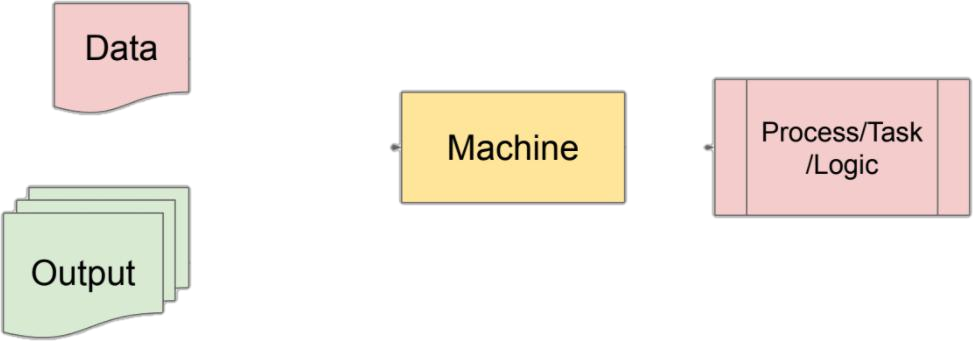 Data
Output
Machine
Process/Task
/Logic